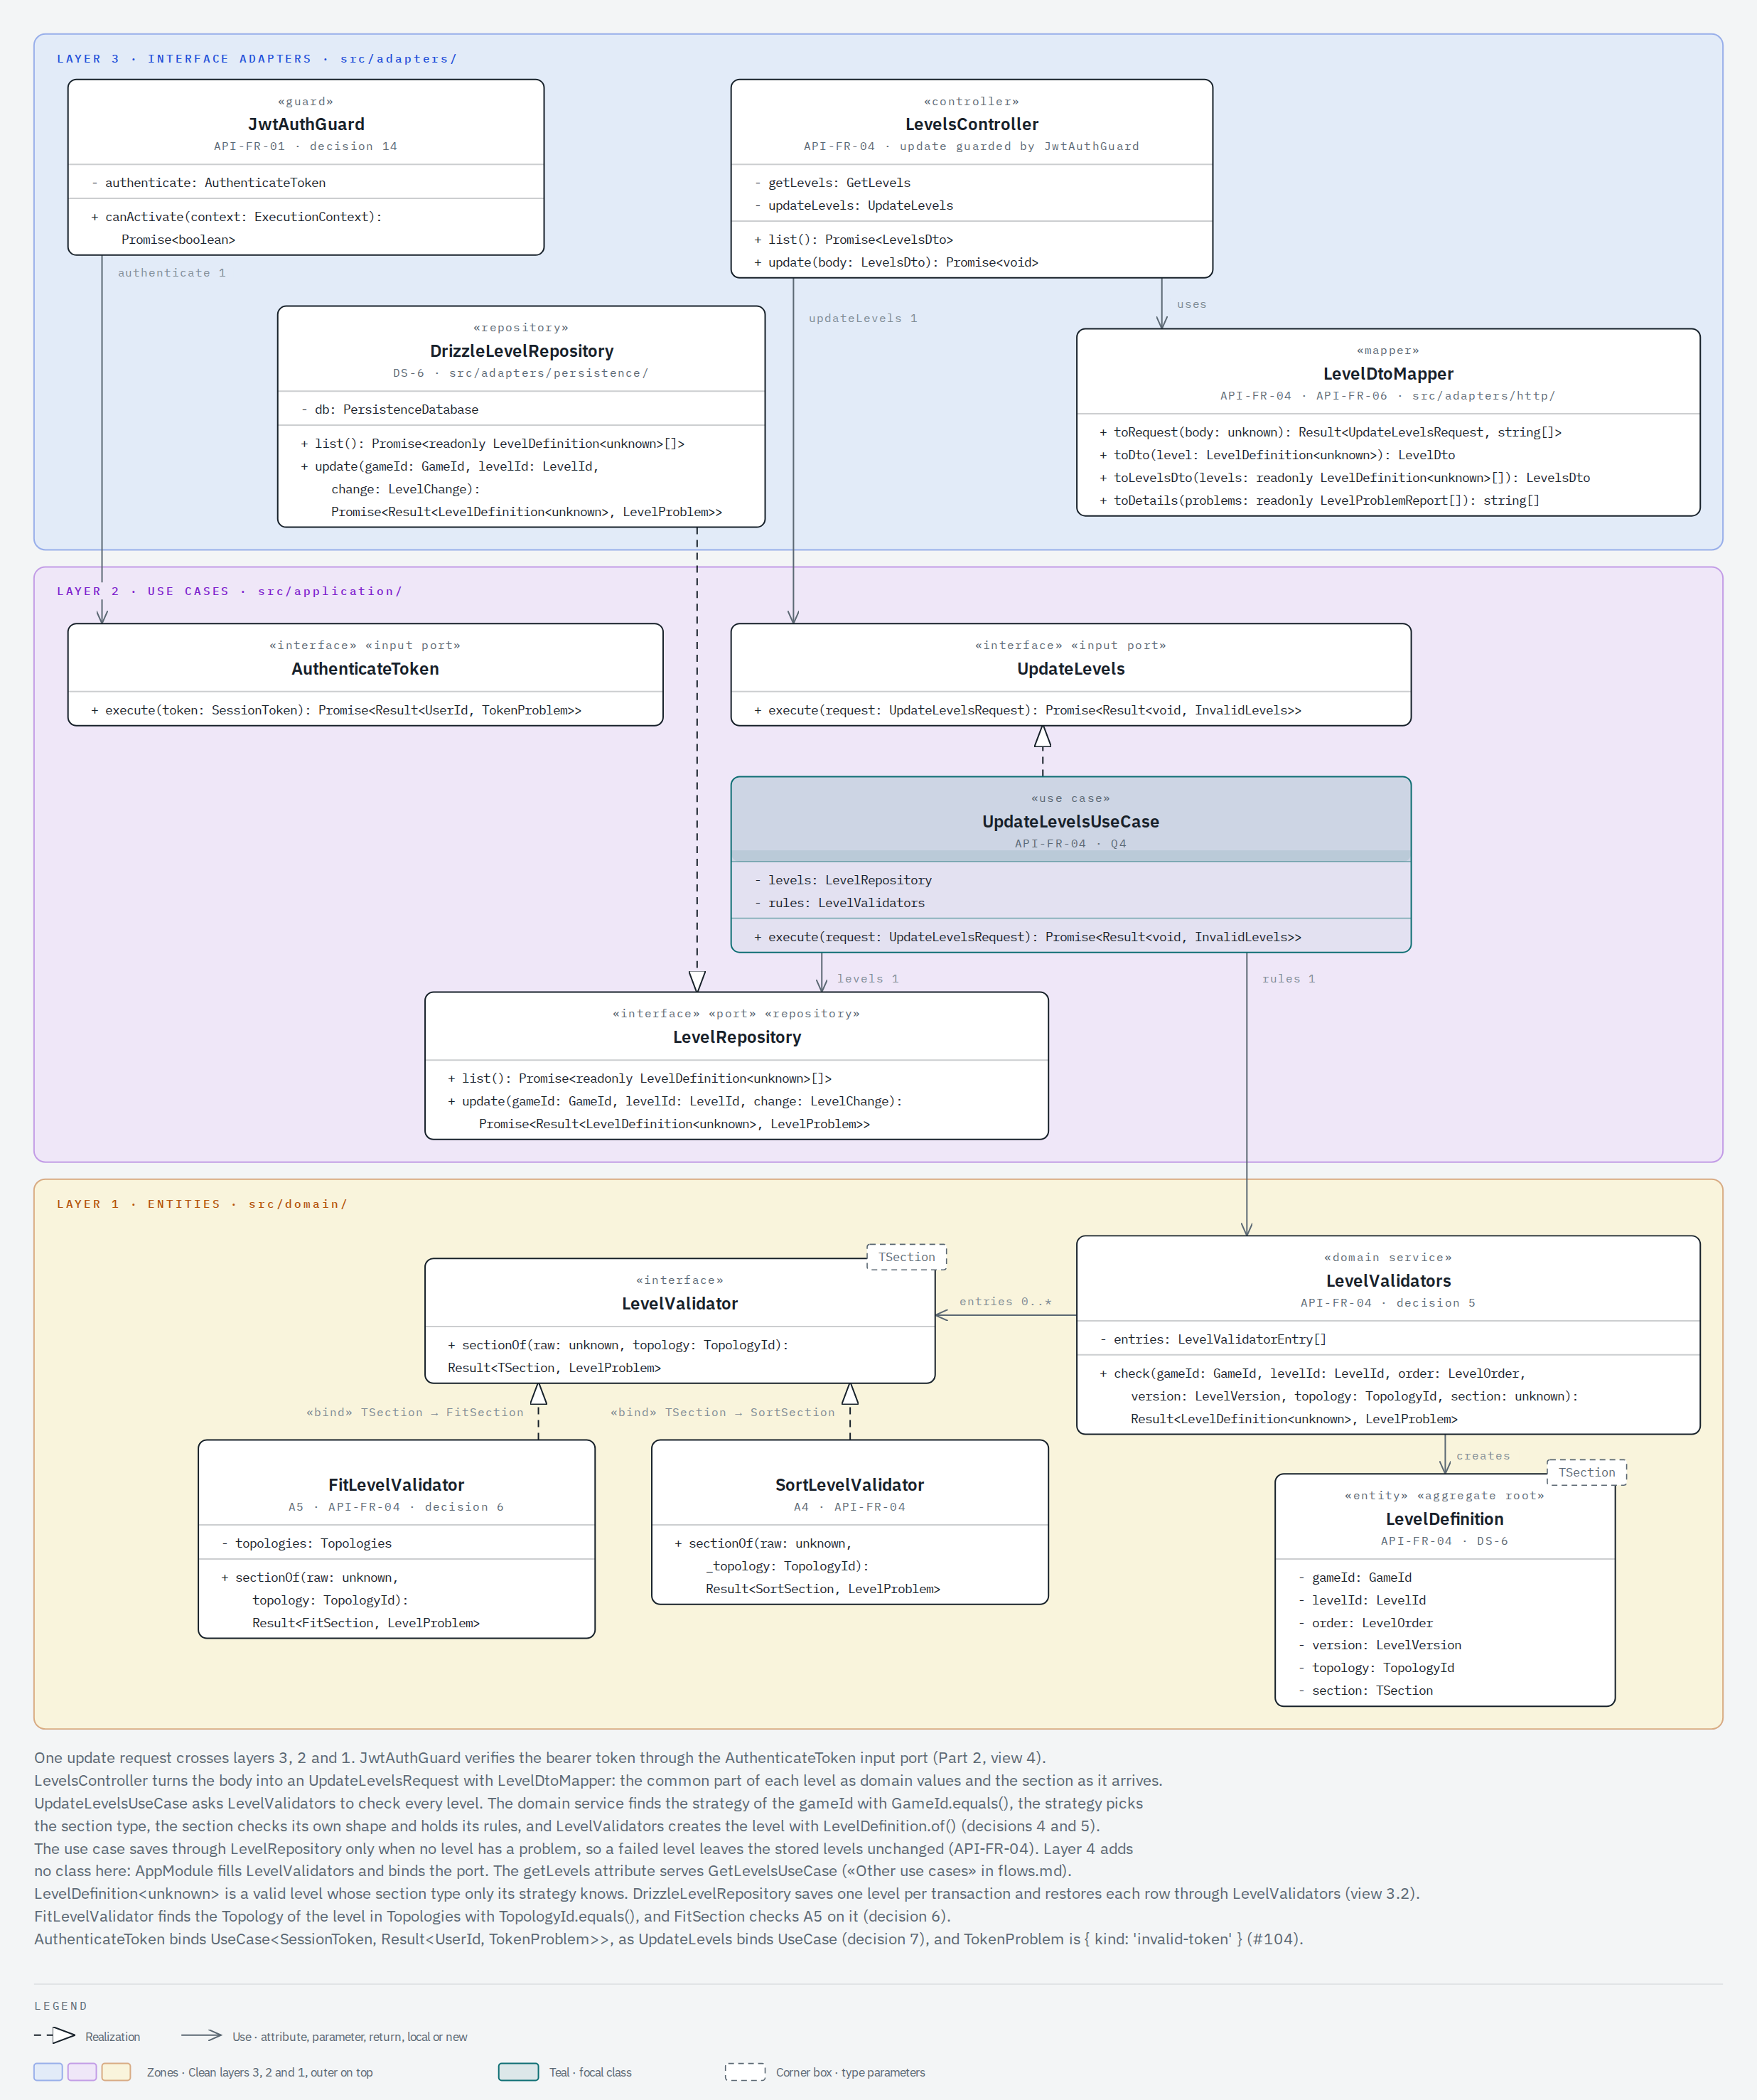 LAYER 3 · INTERFACE ADAPTERS · src/adapters/
«guard»
JwtAuthGuard
API-FR-01 · decision 14
- authenticate: AuthenticateToken
+ canActivate(context: ExecutionContext):
Promise<boolean>
authenticate 1
«controller»
LevelsController
API-FR-04 · update guarded by JwtAuthGuard
- getLevels: GetLevels
- updateLevels: UpdateLevels
+ list(): Promise<LevelsDto>
+ update(body: LevelsDto): Promise<void>
updateLevels 1
uses
«repository»
DrizzleLevelRepository
DS-6 · src/adapters/persistence/
- db: PersistenceDatabase
+ list(): Promise<readonly LevelDefinition<unknown>[]>
+ update(gameId: GameId, levelId: LevelId,
change: LevelChange):
Promise<Result<LevelDefinition<unknown>, LevelProblem>>
«mapper»
LevelDtoMapper
API-FR-04 · API-FR-06 · src/adapters/http/
+ toRequest(body: unknown): Result<UpdateLevelsRequest, string[]>
+ toDto(level: LevelDefinition<unknown>): LevelDto
+ toLevelsDto(levels: readonly LevelDefinition<unknown>[]): LevelsDto
+ toDetails(problems: readonly LevelProblemReport[]): string[]
LAYER 2 · USE CASES · src/application/
«interface» «input port»
AuthenticateToken
+ execute(token: SessionToken): Promise<Result<UserId, TokenProblem>>
«interface» «input port»
UpdateLevels
+ execute(request: UpdateLevelsRequest): Promise<Result<void, InvalidLevels>>
«use case»
UpdateLevelsUseCase
API-FR-04 · Q4
- levels: LevelRepository
- rules: LevelValidators
+ execute(request: UpdateLevelsRequest): Promise<Result<void, InvalidLevels>>
levels 1
rules 1
«interface» «port» «repository»
LevelRepository
+ list(): Promise<readonly LevelDefinition<unknown>[]>
+ update(gameId: GameId, levelId: LevelId, change: LevelChange):
Promise<Result<LevelDefinition<unknown>, LevelProblem>>
LAYER 1 · ENTITIES · src/domain/
TSection
«interface»
LevelValidator
+ sectionOf(raw: unknown, topology: TopologyId):
Result<TSection, LevelProblem>
entries 0..*
«domain service»
LevelValidators
API-FR-04 · decision 5
- entries: LevelValidatorEntry[]
+ check(gameId: GameId, levelId: LevelId, order: LevelOrder,
version: LevelVersion, topology: TopologyId, section: unknown):
Result<LevelDefinition<unknown>, LevelProblem>
«bind» TSection → FitSection
«bind» TSection → SortSection
creates
FitLevelValidator
A5 · API-FR-04 · decision 6
- topologies: Topologies
+ sectionOf(raw: unknown,
topology: TopologyId):
Result<FitSection, LevelProblem>
SortLevelValidator
A4 · API-FR-04
+ sectionOf(raw: unknown,
_topology: TopologyId):
Result<SortSection, LevelProblem>
TSection
«entity» «aggregate root»
LevelDefinition
API-FR-04 · DS-6
- gameId: GameId
- levelId: LevelId
- order: LevelOrder
- version: LevelVersion
- topology: TopologyId
- section: TSection
One update request crosses layers 3, 2 and 1. JwtAuthGuard verifies the bearer token through the AuthenticateToken input port (Part 2, view 4).
LevelsController turns the body into an UpdateLevelsRequest with LevelDtoMapper: the common part of each level as domain values and the section as it arrives.
UpdateLevelsUseCase asks LevelValidators to check every level. The domain service finds the strategy of the gameId with GameId.equals(), the strategy picks
the section type, the section checks its own shape and holds its rules, and LevelValidators creates the level with LevelDefinition.of() (decisions 4 and 5).
The use case saves through LevelRepository only when no level has a problem, so a failed level leaves the stored levels unchanged (API-FR-04). Layer 4 adds
no class here: AppModule fills LevelValidators and binds the port. The getLevels attribute serves GetLevelsUseCase («Other use cases» in flows.md).
LevelDefinition<unknown> is a valid level whose section type only its strategy knows. DrizzleLevelRepository saves one level per transaction and restores each row through LevelValidators (view 3.2).
FitLevelValidator finds the Topology of the level in Topologies with TopologyId.equals(), and FitSection checks A5 on it (decision 6).
AuthenticateToken binds UseCase<SessionToken, Result<UserId, TokenProblem>>, as UpdateLevels binds UseCase (decision 7), and TokenProblem is { kind: 'invalid-token' } (#104).
LEGEND
Realization
Use · attribute, parameter, return, local or new
Zones · Clean layers 3, 2 and 1, outer on top
Teal · focal class
Corner box · type parameters